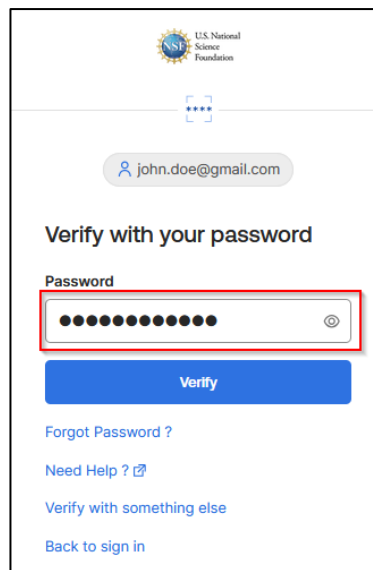 NSF
U.S. National
Science
Foundation
****
john.doe@gmail.com
Verify with your password
Password
●●●●●●●●●●●●
Verify
Forgot Password ?
Need Help ?
Verify with something else
Back to sign in